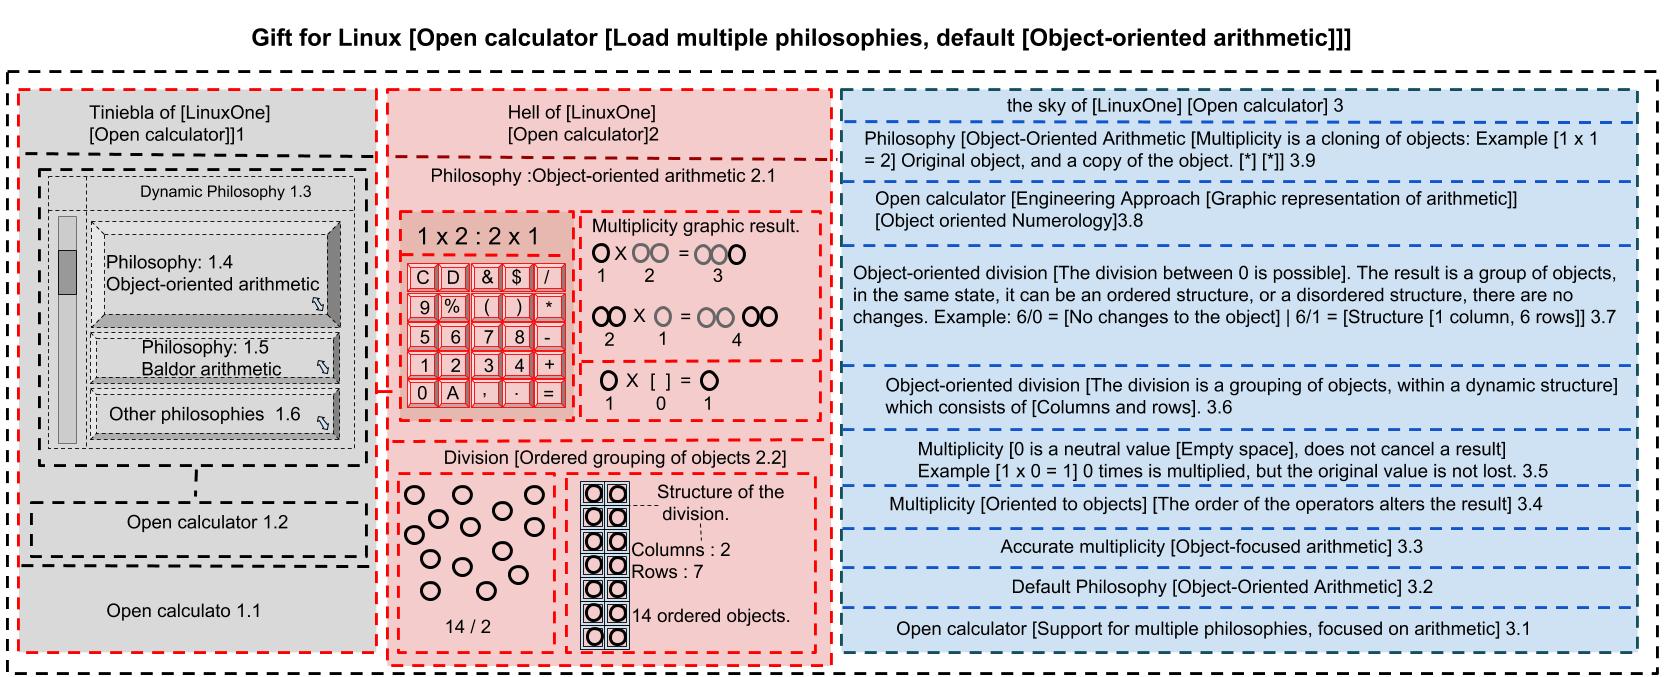 Gift for Linux [Open calculator [Load multiple philosophies, default [Object-oriented arithmetic]]]
Tiniebla of [LinuxOne]
[Open calculator]]1
Dynamic Philosophy 1.3
Philosophy: 1.4
Object-oriented arithmetic
Philosophy: 1.5
Baldor arithmetic
Other philosophies 1.6
Open calculator 1.2
Open calculato 1.1
Hell of [LinuxOne]
[Open calculator]2
Philosophy :Object-oriented arithmetic 2.1
1 x 2 : 2 x 1
C D & $ /
9 % ( ) *
5 6 7 8 -
1 2 3 4 +
0 A , . =
Multiplicity graphic result.
X =
1 2 3
X =
2 1 4
X [ ] =
1 0 1
Division [Ordered grouping of objects 2.2]
14 / 2
Structure of the
division.
Columns : 2
Rows : 7
14 ordered objects.
the sky of [LinuxOne] [Open calculator] 3
Philosophy [Object-Oriented Arithmetic [Multiplicity is a cloning of objects: Example [1 x 1
= 2] Original object, and a copy of the object. [*] [*]] 3.9
Open calculator [Engineering Approach [Graphic representation of arithmetic]]
[Object oriented Numerology]3.8
Object-oriented division [The division between 0 is possible]. The result is a group of objects,
in the same state, it can be an ordered structure, or a disordered structure, there are no
changes. Example: 6/0 = [No changes to the object] | 6/1 = [Structure [1 column, 6 rows]] 3.7
Object-oriented division [The division is a grouping of objects, within a dynamic structure]
which consists of [Columns and rows]. 3.6
Multiplicity [0 is a neutral value [Empty space], does not cancel a result]
Example [1 x 0 = 1] 0 times is multiplied, but the original value is not lost. 3.5
Multiplicity [Oriented to objects] [The order of the operators alters the result] 3.4
Accurate multiplicity [Object-focused arithmetic] 3.3
Default Philosophy [Object-Oriented Arithmetic] 3.2
Open calculator [Support for multiple philosophies, focused on arithmetic] 3.1